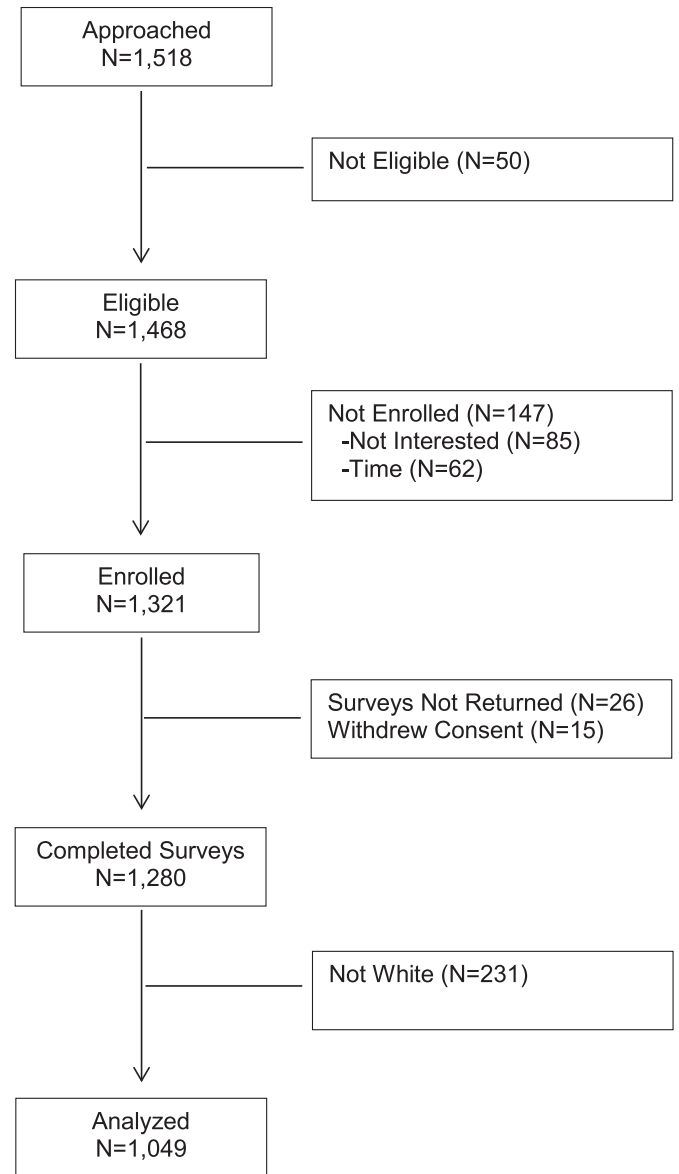 Approached
N=1,518
Not Eligible (N=50)
Eligible
N=1,468
Not Enrolled (N=147)
-Not Interested (N=85)
-Time (N=62)
Enrolled
N=1,321
Surveys Not Returned (N=26)
Withdrew Consent (N=15)
Completed Surveys
N=1,280
Not White (N=231)
Analyzed
N=1,049